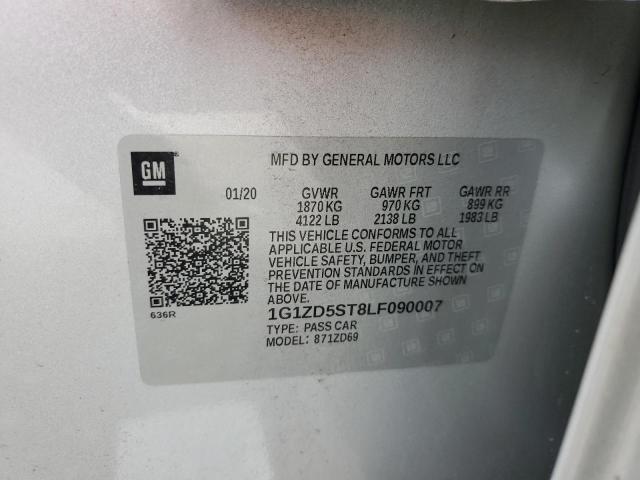 GM
MFD BY GENERAL MOTORS LLC
01/20 GVWR GAWR FRT GAWR RR
1870 KG 970 KG 899 KG
4122 LB 2138 LB 1983 LB
THIS VEHICLE CONFORMS TO ALL
APPLICABLE U.S. FEDERAL MOTOR
VEHICLE SAFETY, BUMPER, AND THEFT
PREVENTION STANDARDS IN EFFECT ON
THE DATE OF MANUFACTURE SHOWN
ABOVE.
636R
1G1ZD5ST8LF090007
TYPE: PASS CAR
MODEL: 871ZD69